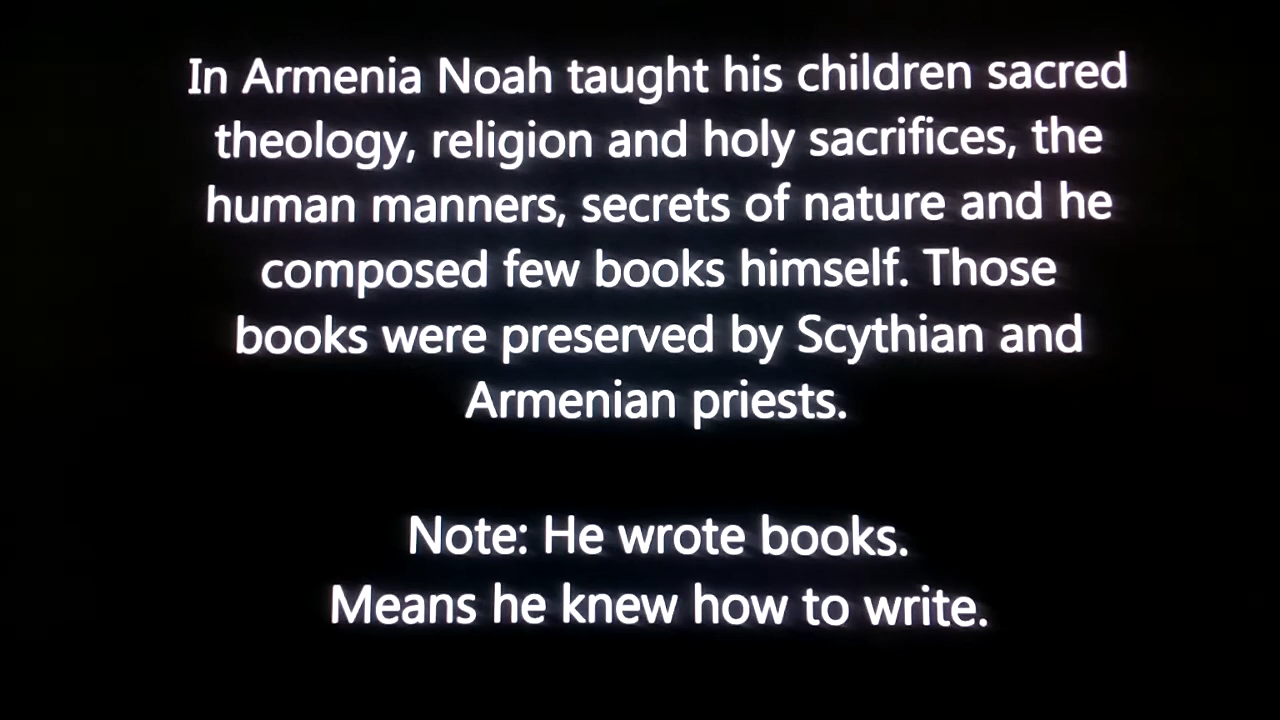 In Armenia Noah taught his children sacred
theology, religion and holy sacrifices, the
human manners, secrets of nature and he
composed few books himself. Those
books were preserved by Scythian and
Armenian priests.
Note: He wrote books.
Means he knew how to write.